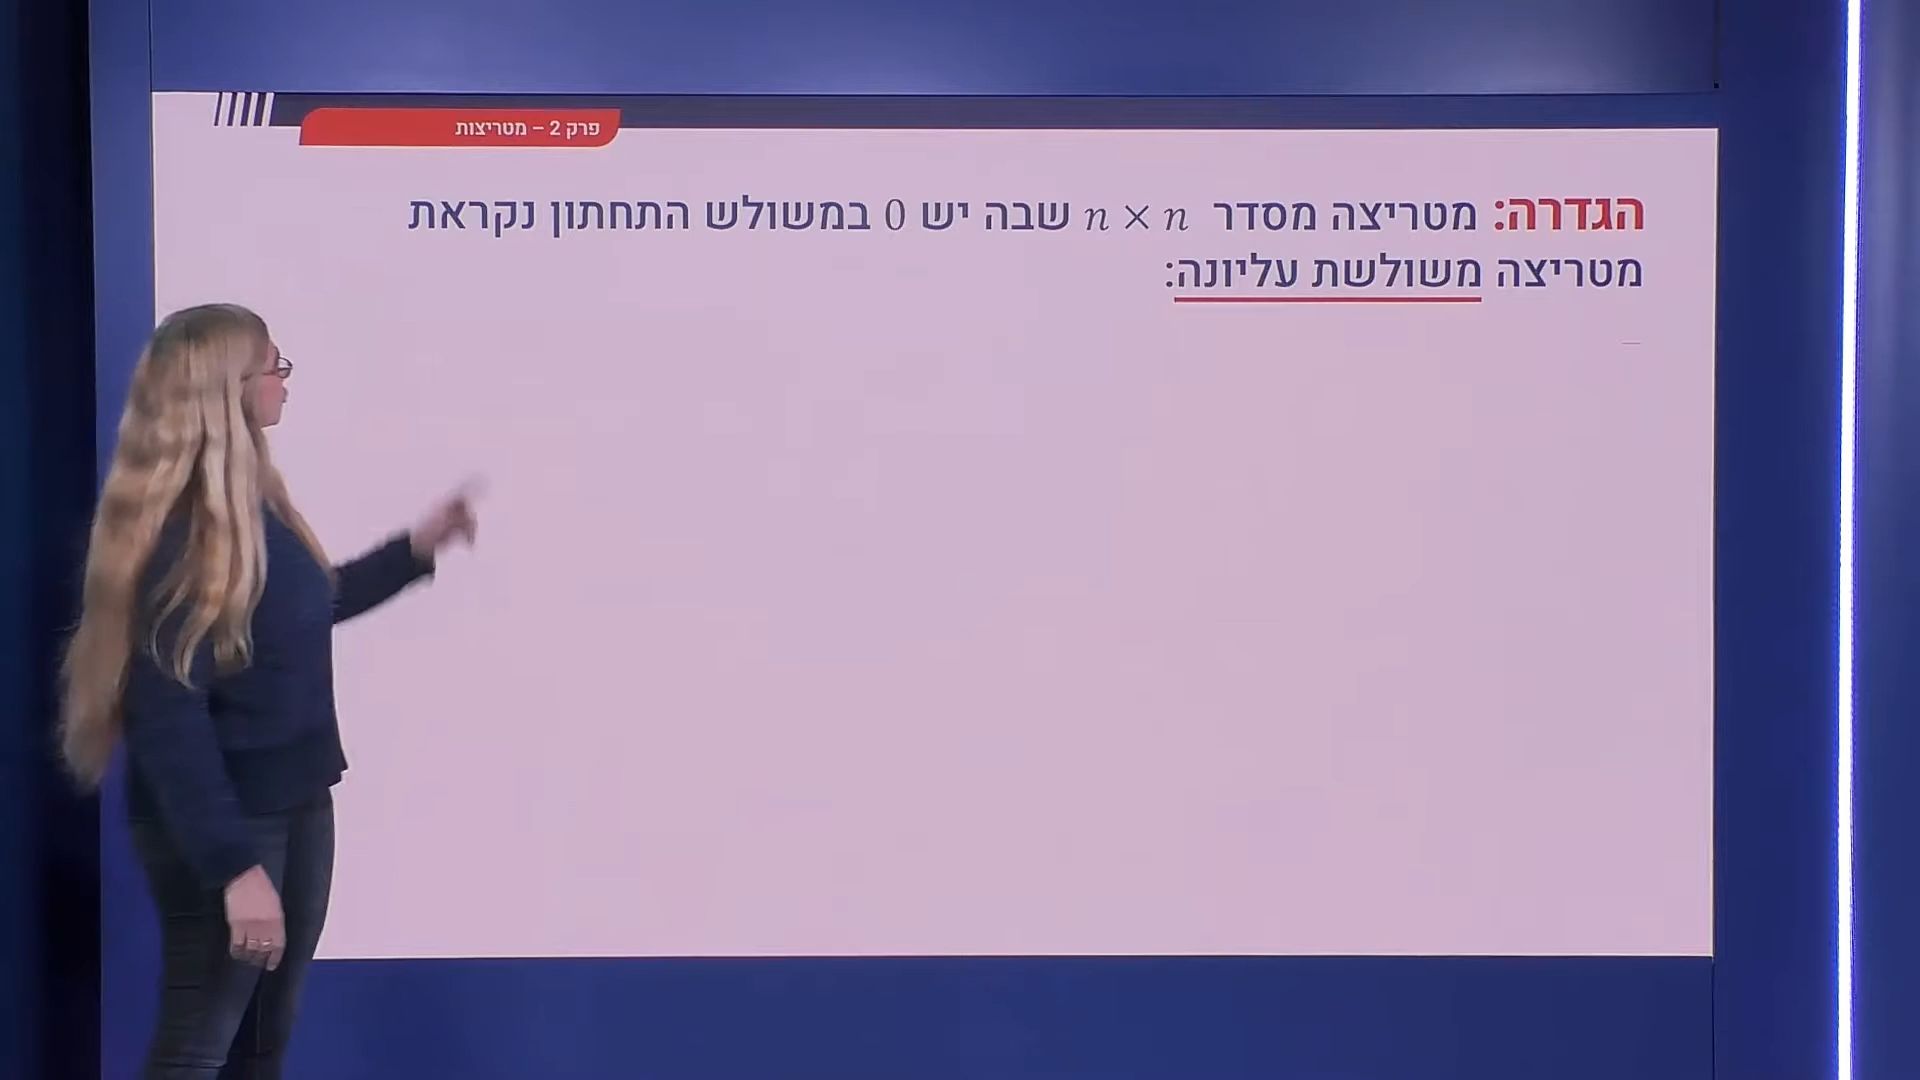 פרק 2 – מטריצות
הגדרה: מטריצה מסדר n × n שבה יש 0 במשולש התחתון נקראת
מטריצה משולשת עליונה: